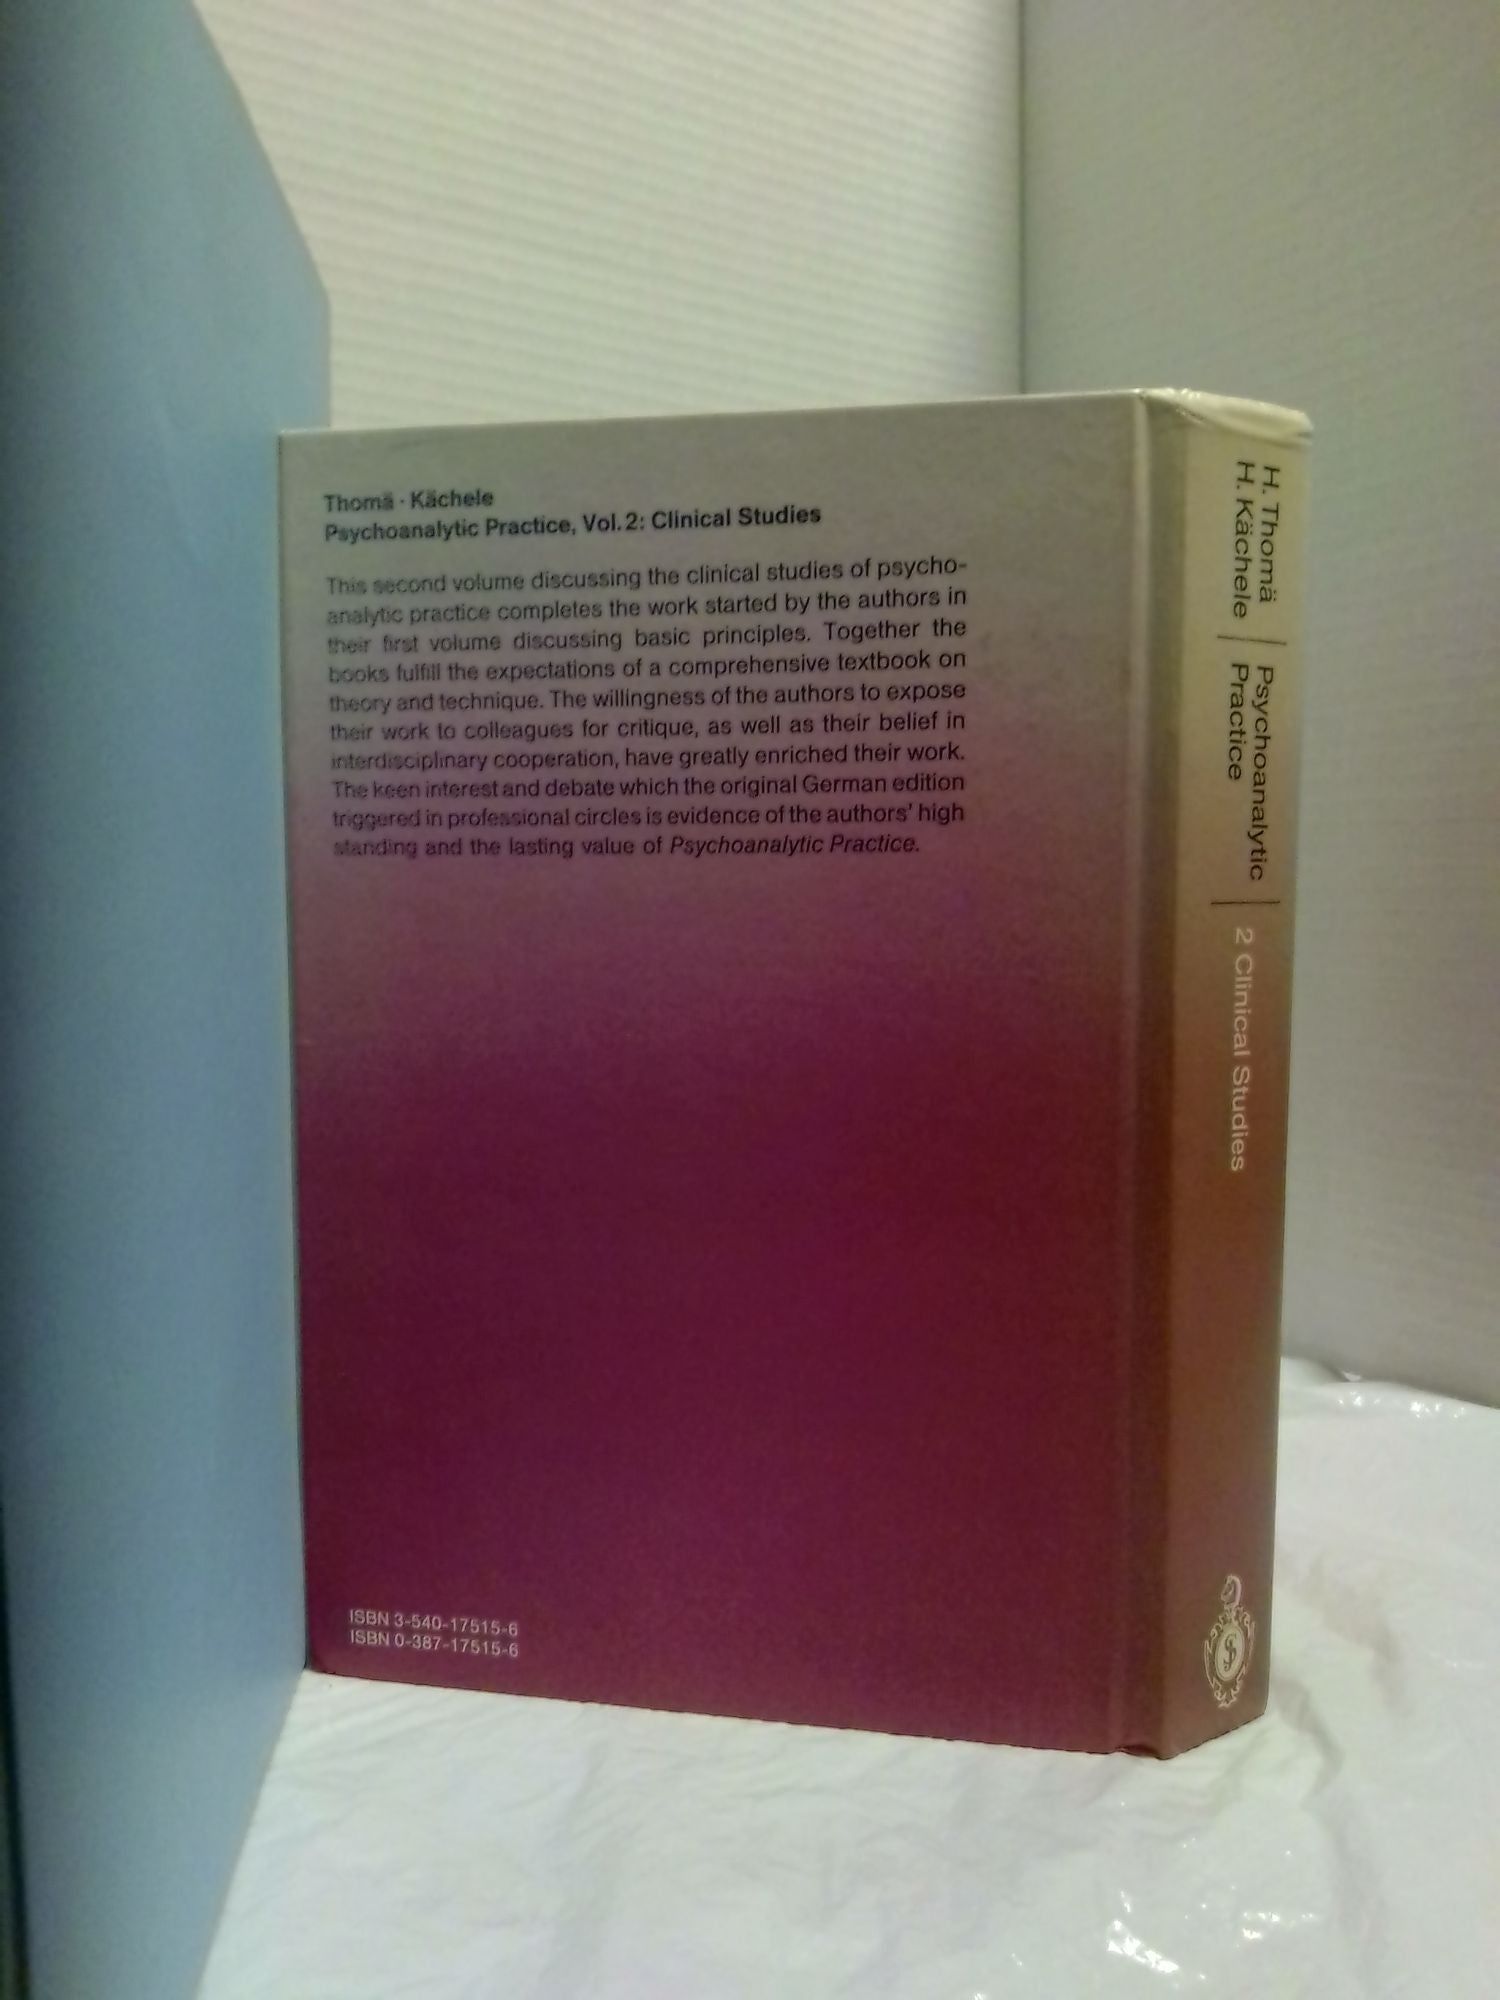 Thomä · Kächele
Psychoanalytic Practice, Vol. 2: Clinical Studies
This second volume discussing the clinical studies of psycho-
analytic practice completes the work started by the authors in
their first volume discussing basic principles. Together the
books fulfill the expectations of a comprehensive textbook on
theory and technique. The willingness of the authors to expose
their work to colleagues for critique, as well as their belief in
interdisciplinary cooperation, have greatly enriched their work.
The keen interest and debate which the original German edition
triggered in professional circles is evidence of the authors' high
standing and the lasting value of Psychoanalytic Practice.
ISBN 3-540-17515-6
ISBN 0-387-17515-6
H. Thomä
H. Kächele
Psychoanalytic
Practice
2 Clinical Studies